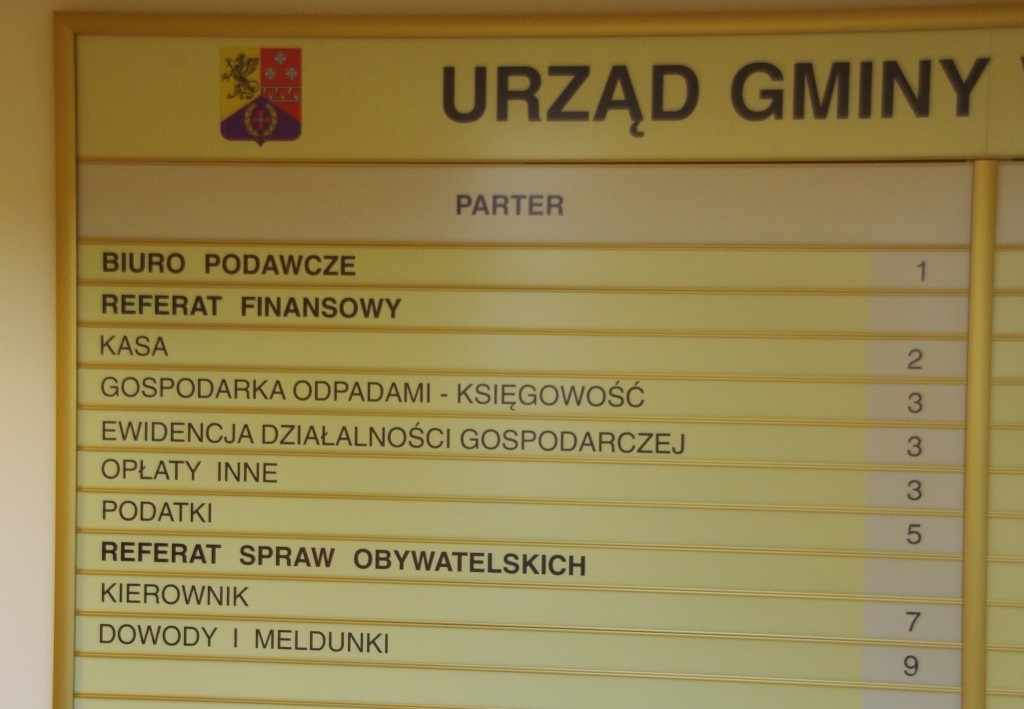 URZĄD GMINY
PARTER
BIURO PODAWCZE 1
REFERAT FINANSOWY
KASA 2
GOSPODARKA ODPADAMI - KSIĘGOWOŚĆ 3
EWIDENCJA DZIAŁALNOŚCI GOSPODARCZEJ 3
OPŁATY INNE 3
PODATKI 5
REFERAT SPRAW OBYWATELSKICH
KIEROWNIK 7
DOWODY I MELDUNKI 9